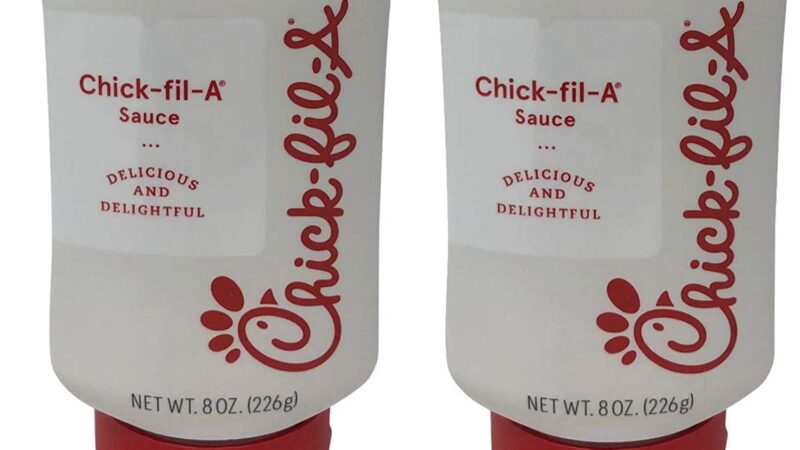 Chick-fil-A®
Sauce
...
DELICIOUS
AND
DELIGHTFUL
Chick-fil-A®
NET WT. 8 OZ. (226g)
Chick-fil-A®
Sauce
...
DELICIOUS
AND
DELIGHTFUL
Chick-fil-A®
NET WT. 8 OZ. (226g)